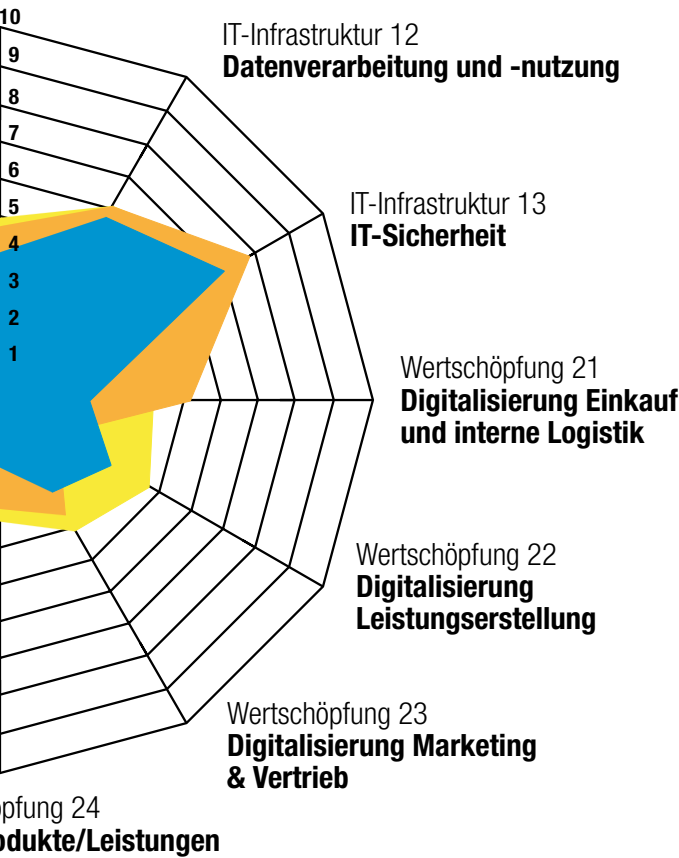 10
9
8
7
6
5
4
3
2
1
IT-Infrastruktur 12
Datenverarbeitung und -nutzung
IT-Infrastruktur 13
IT-Sicherheit
Wertschöpfung 21
Digitalisierung Einkauf
und interne Logistik
Wertschöpfung 22
Digitalisierung
Leistungserstellung
Wertschöpfung 23
Digitalisierung Marketing
& Vertrieb
öpfung 24
odukte/Leistungen